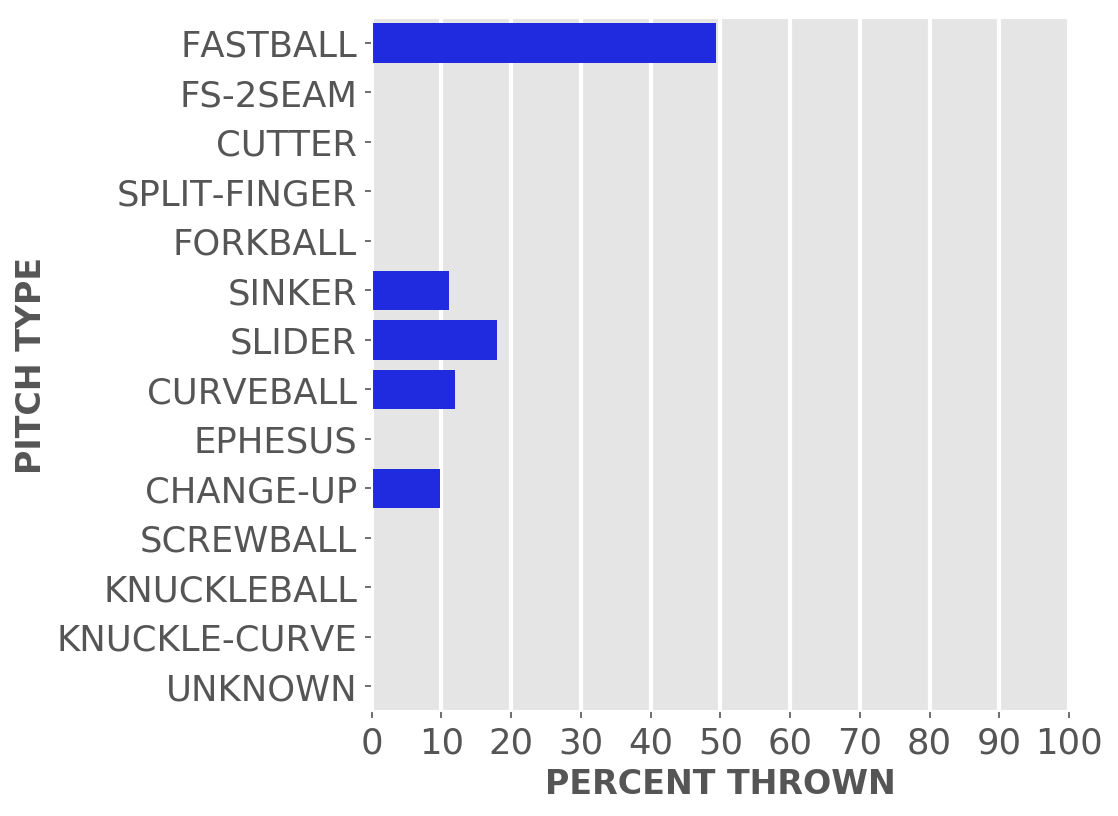 FASTBALL
FS-2SEAM
CUTTER
SPLIT-FINGER
FORKBALL
SINKER
SLIDER
CURVEBALL
EPHESUS
CHANGE-UP
SCREWBALL
KNUCKLEBALL
KNUCKLE-CURVE
UNKNOWN
PITCH TYPE
0 10 20 30 40 50 60 70 80 90 100
PERCENT THROWN